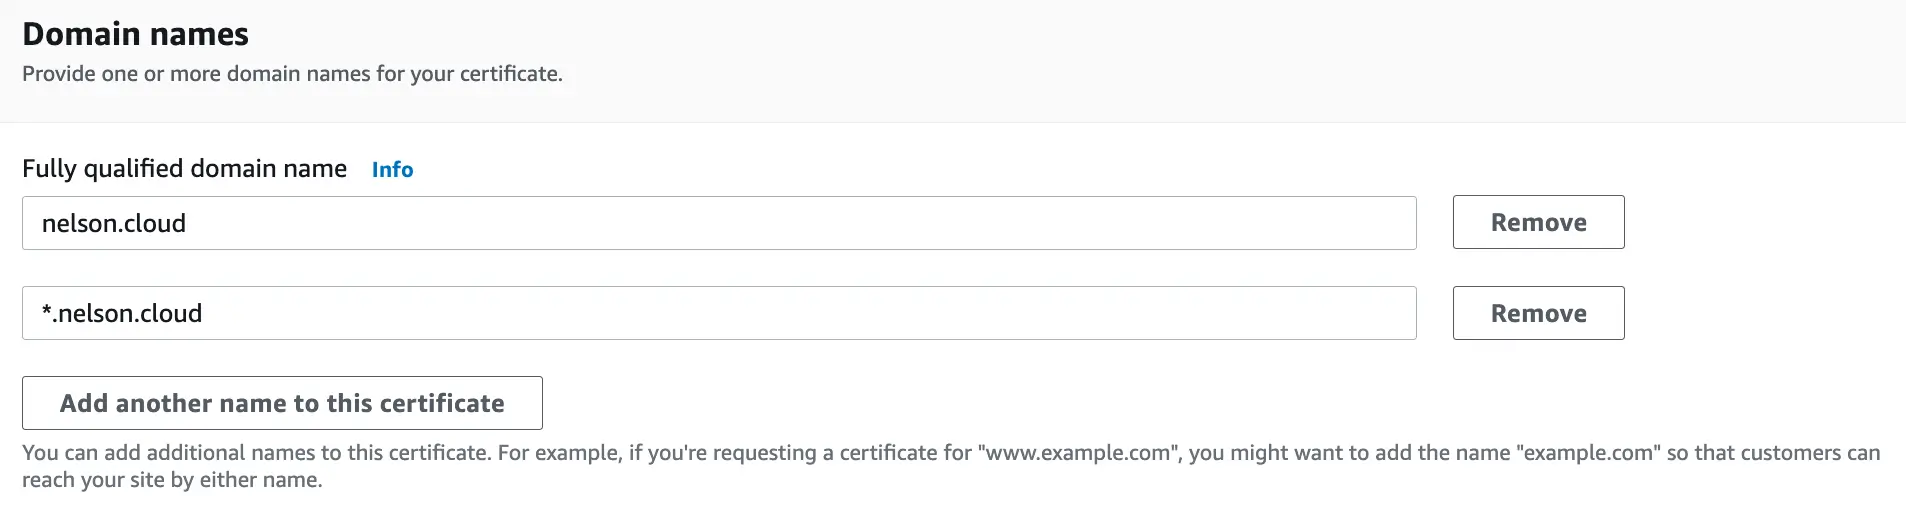 Domain names
Provide one or more domain names for your certificate.
Fully qualified domain name Info
nelson.cloud Remove
*.nelson.cloud Remove
Add another name to this certificate
You can add additional names to this certificate. For example, if you're requesting a certificate for "www.example.com", you might want to add the name "example.com" so that customers can
reach your site by either name.